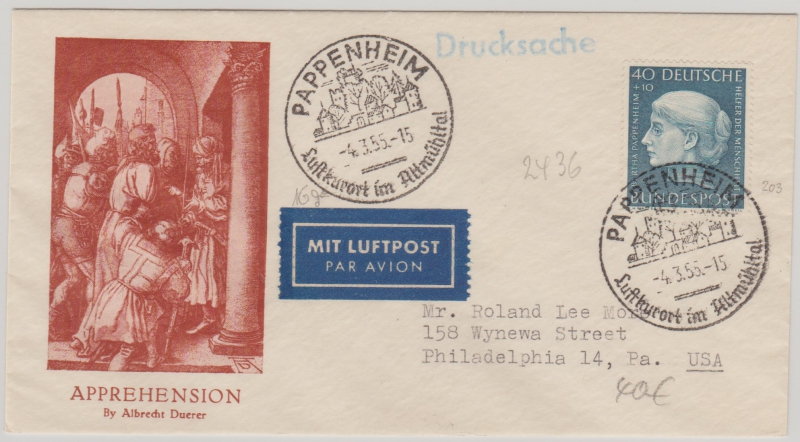 Drucksache
PAPPENHEIM
-4.3.55.-15
Luftkurort im Altmühltal
40 DEUTSCHE
+10
BERTHA PAPPENHEIM
HELFER DER MENSCHHEIT
BUNDESPOST
2436
203
PAPPENHEIM
-4.3.55.-15
Luftkurort im Altmühltal
MIT LUFTPOST
PAR AVION
Mr. Roland Lee
158 Wynewa Street
Philadelphia 14, Pa. USA
40€
APPREHENSION
By Albrecht Duerer